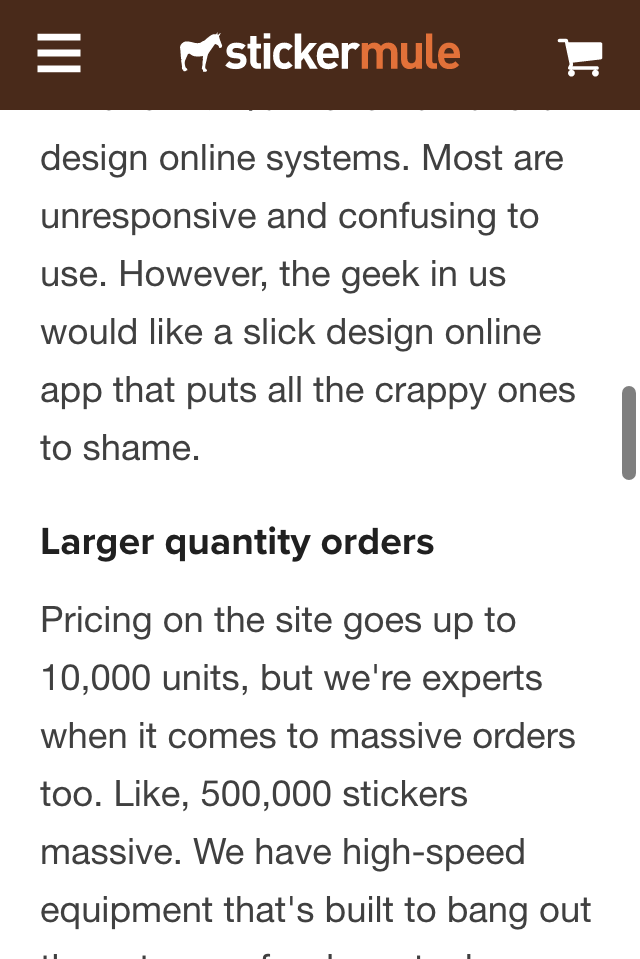 stickermule
design online systems. Most are
unresponsive and confusing to
use. However, the geek in us
would like a slick design online
app that puts all the crappy ones
to shame.
Larger quantity orders
Pricing on the site goes up to
10,000 units, but we're experts
when it comes to massive orders
too. Like, 500,000 stickers
massive. We have high-speed
equipment that's built to bang out